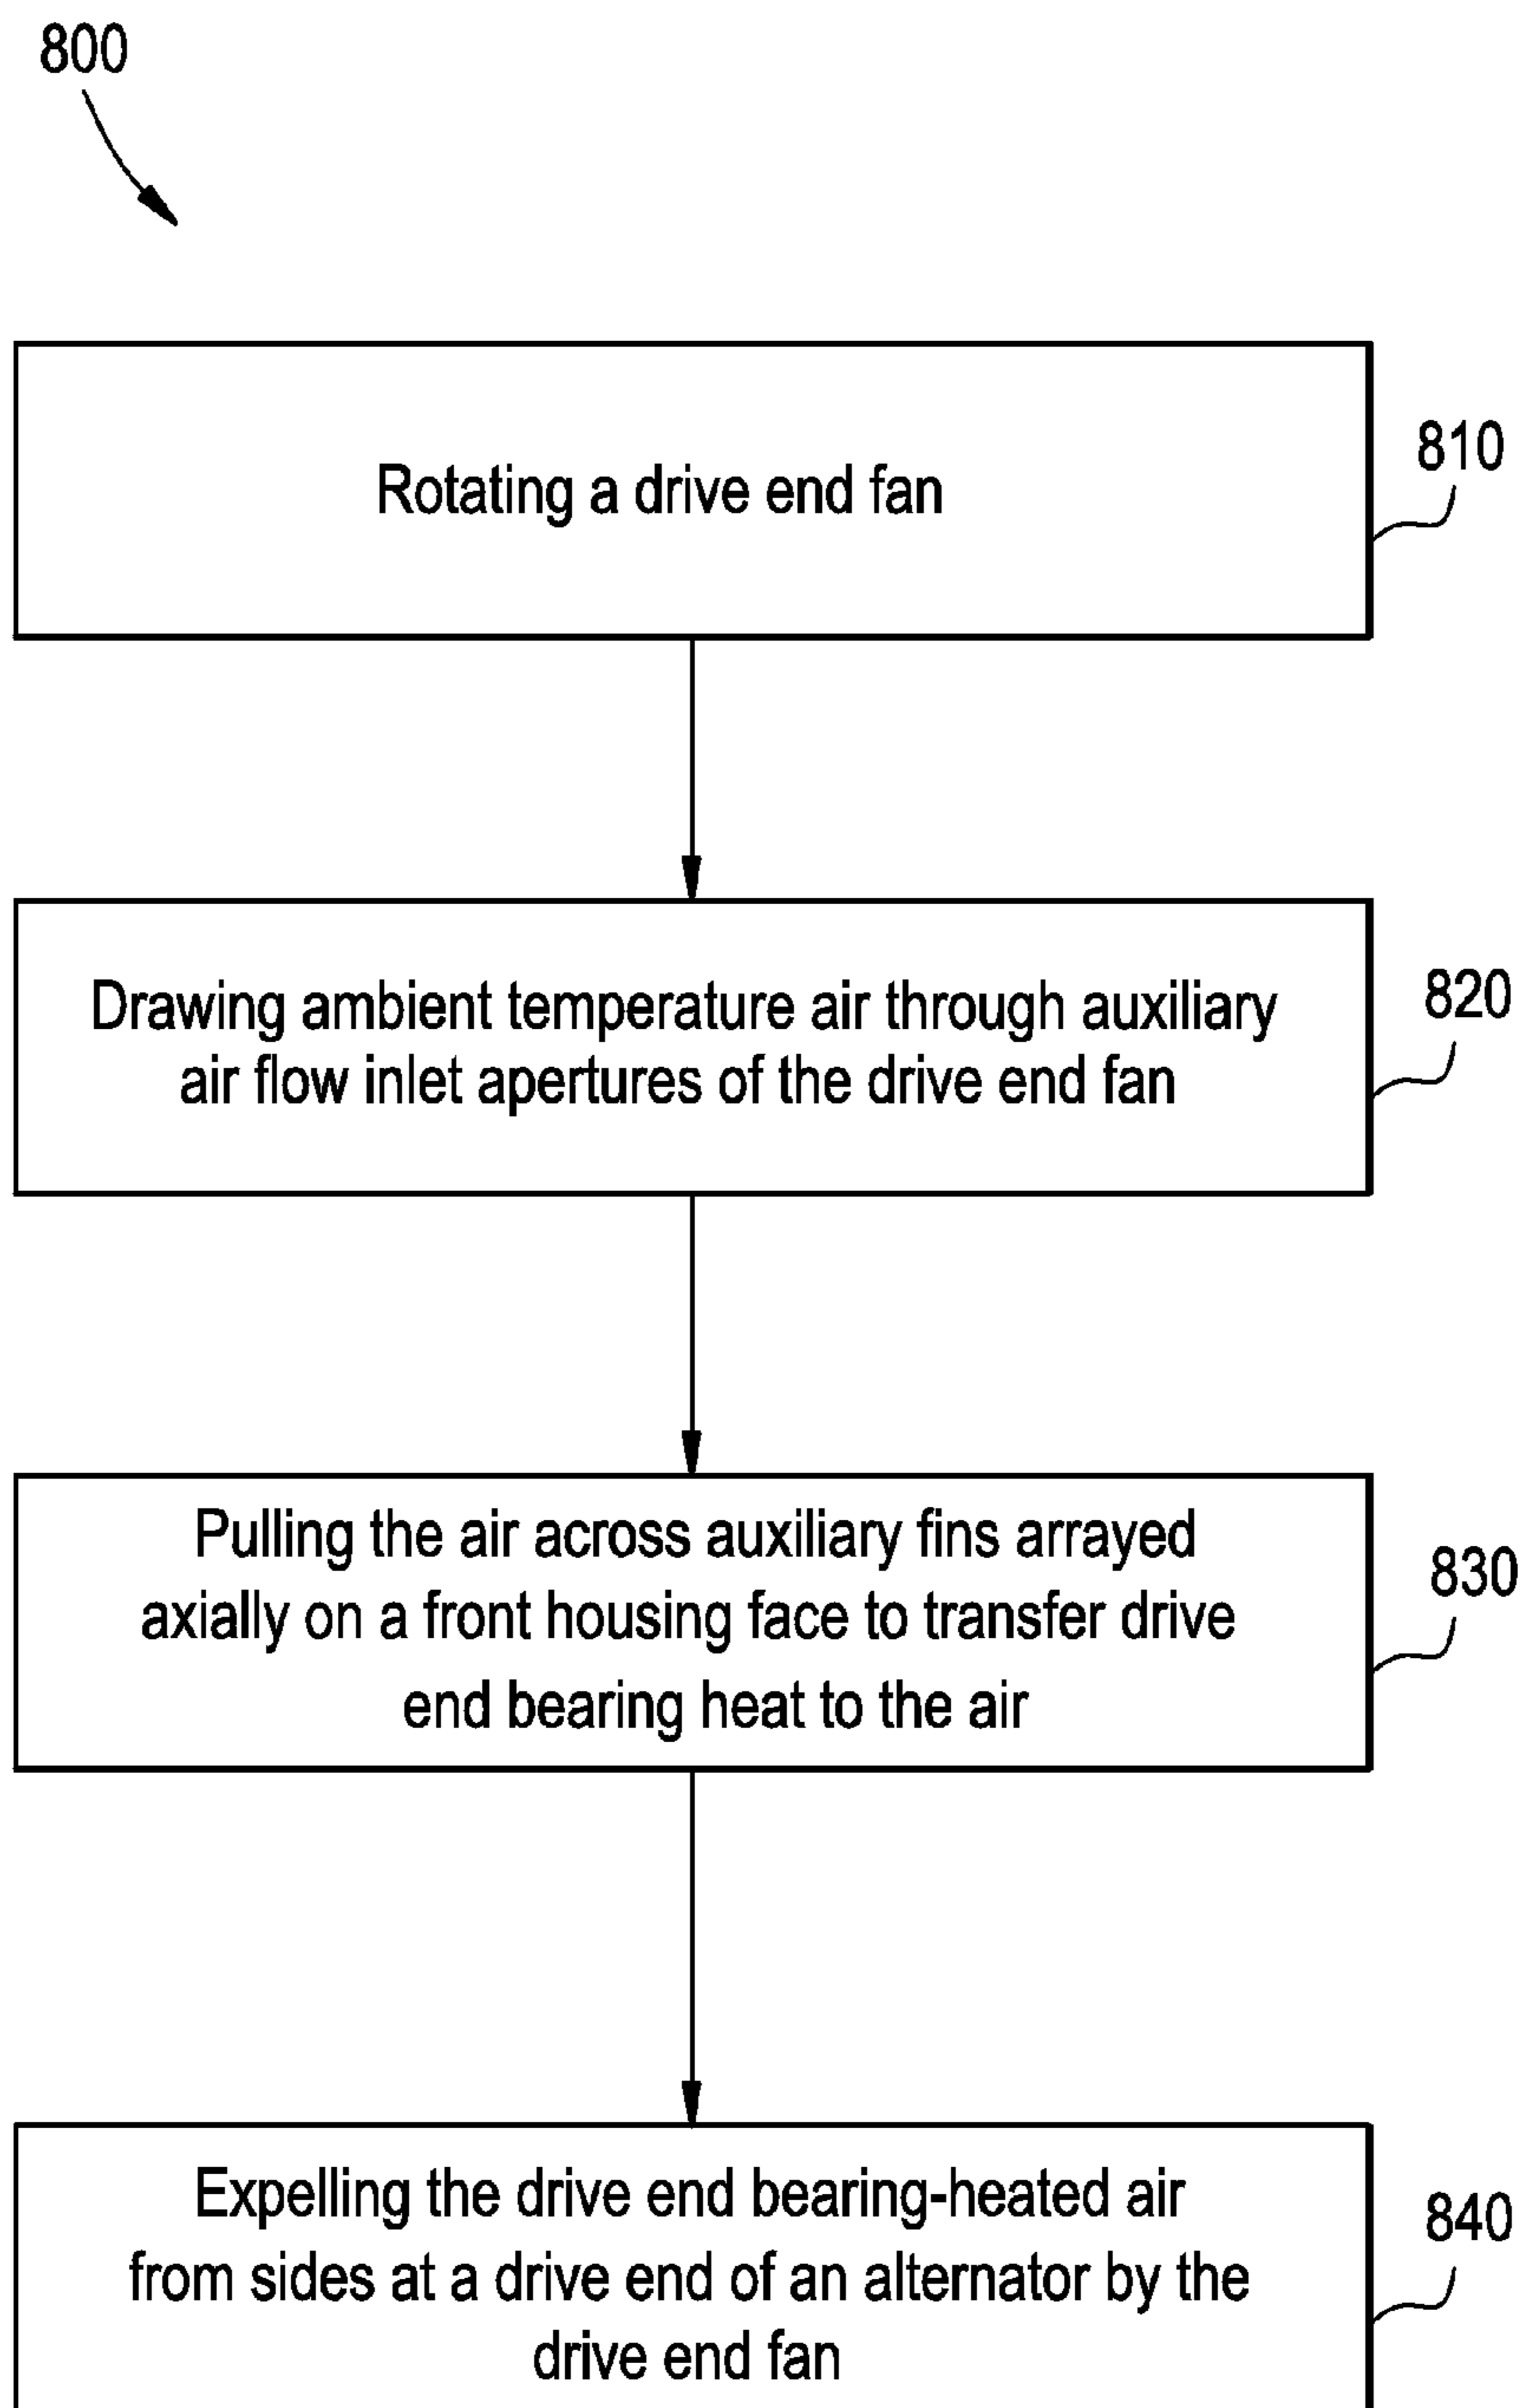 800
Rotating a drive end fan
810
Drawing ambient temperature air through auxiliary
air flow inlet apertures of the drive end fan
820
Pulling the air across auxiliary fins arrayed
axially on a front housing face to transfer drive
end bearing heat to the air
830
Expelling the drive end bearing-heated air
from sides at a drive end of an alternator by the
drive end fan
840